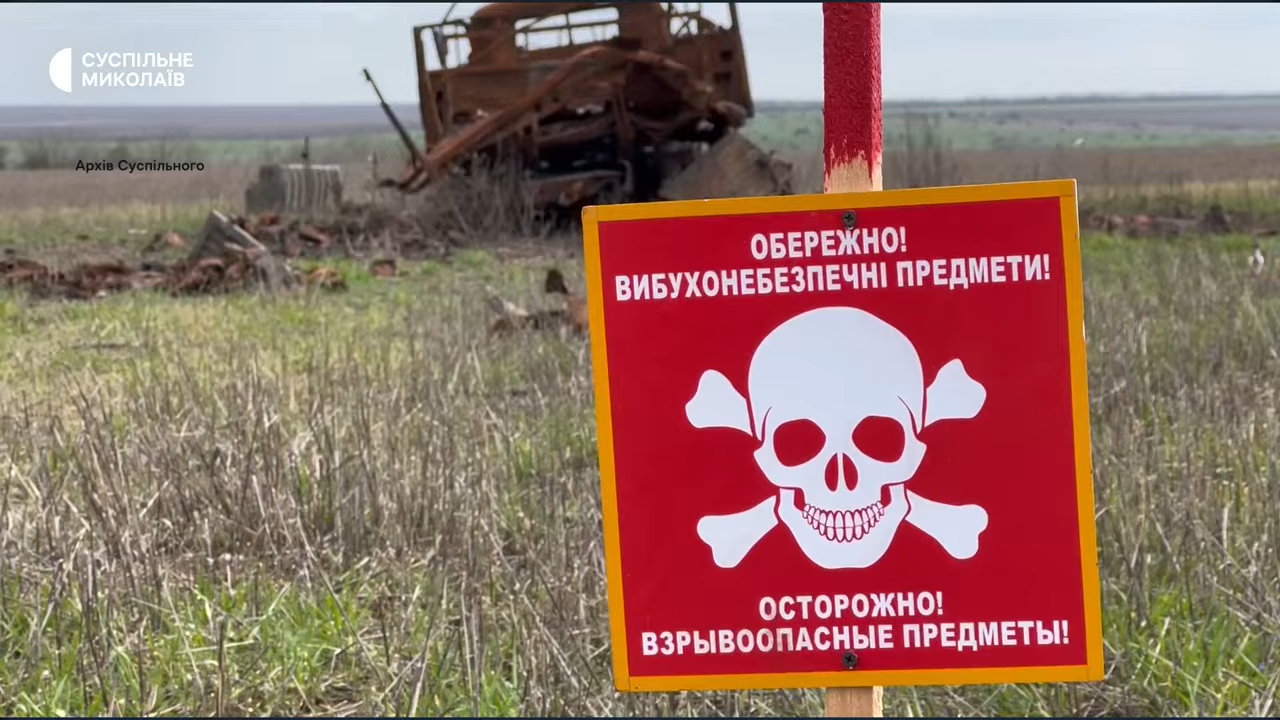 СУСПІЛЬНЕ
МИКОЛАЇВ
Архів Суспільного
ОБЕРЕЖНО!
ВИБУХОНЕБЕЗПЕЧНІ ПРЕДМЕТИ!
ОСТОРОЖНО!
ВЗРЫВООПАСНЫЕ ПРЕДМЕТЫ!